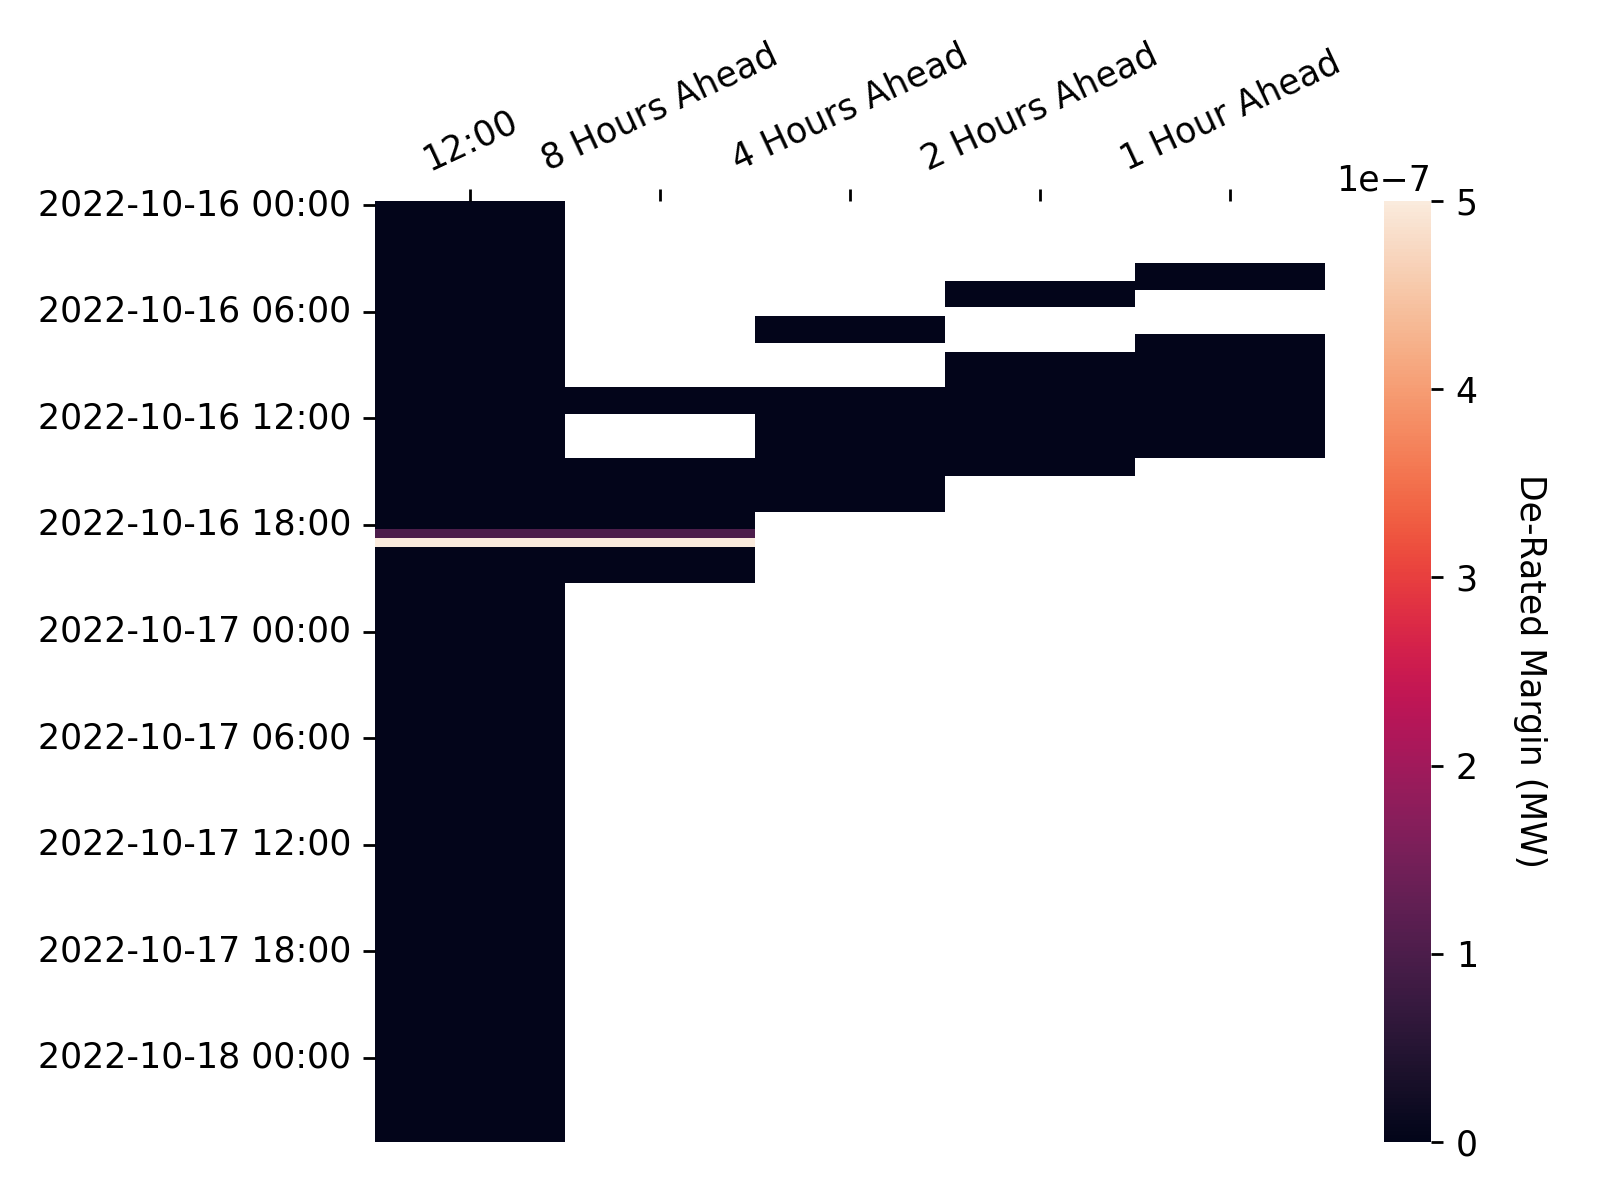 12:00
8 Hours Ahead
4 Hours Ahead
2 Hours Ahead
1 Hour Ahead
2022-10-16 00:00
2022-10-16 06:00
2022-10-16 12:00
2022-10-16 18:00
2022-10-17 00:00
2022-10-17 06:00
2022-10-17 12:00
2022-10-17 18:00
2022-10-18 00:00
1e−7
5
4
3
2
1
0
De-Rated Margin (MW)